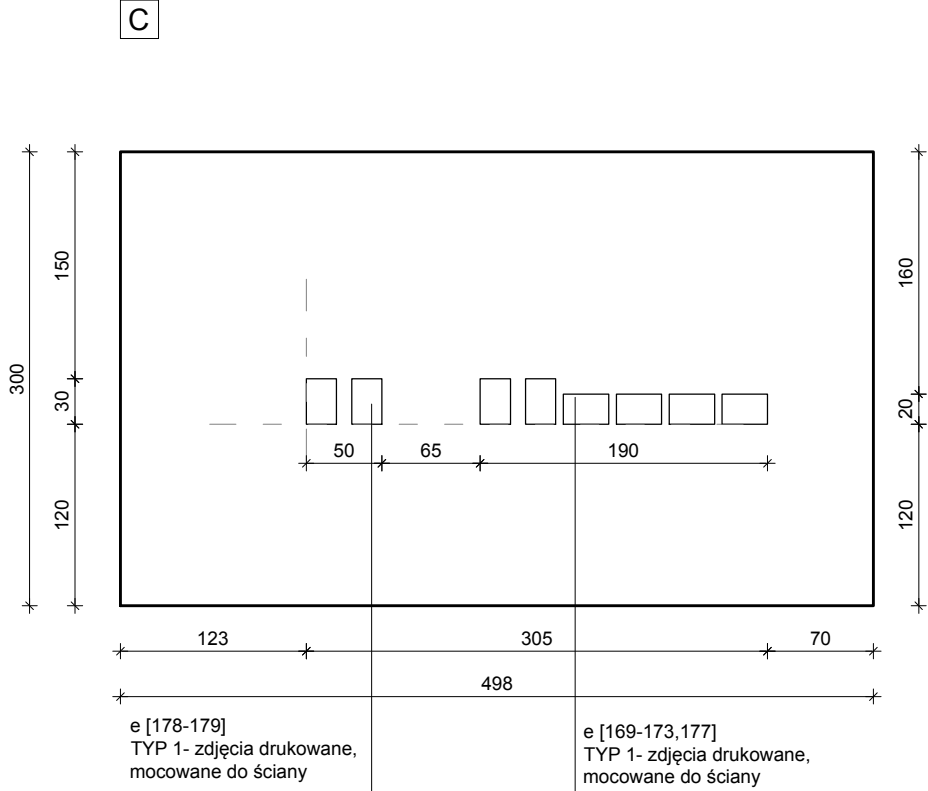 C
300
150
30
120
160
20
120
50
65
190
123
305
70
498
e [178-179]
TYP 1- zdjęcia drukowane,
mocowane do ściany
e [169-173,177]
TYP 1- zdjęcia drukowane,
mocowane do ściany